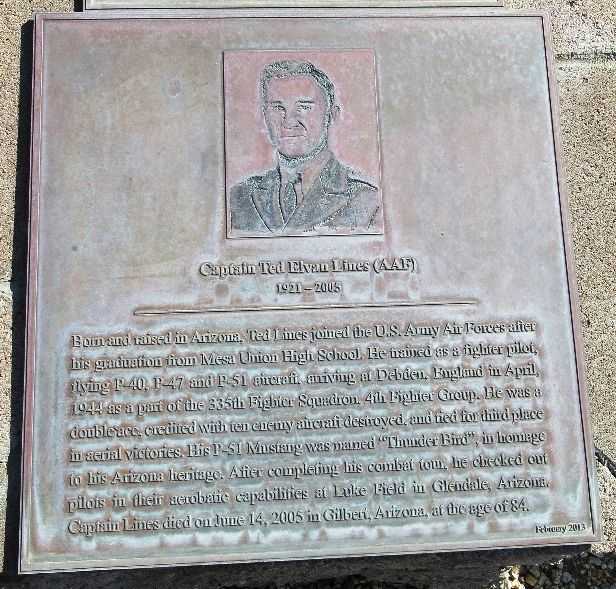 Captain Ted Elvan Lines (AAF)
1921 – 2005
Born and raised in Arizona, Ted Lines joined the U.S. Army Air Forces after
his graduation from Mesa Union High School. He trained as a fighter pilot,
flying P-40, P-47 and P-51 aircraft, arriving at Debden, England in April,
1944 as a part of the 335th Fighter Squadron, 4th Fighter Group. He was a
double ace, credited with ten enemy aircraft destroyed, and tied for third place
in aerial victories. His P-51 Mustang was named “Thunder Bird”, in homage
to his Arizona heritage. After completing his combat tour, he checked out
pilots in their aerobatic capabilities at Luke Field in Glendale, Arizona.
Captain Lines died on June 14, 2005 in Gilbert, Arizona, at the age of 84.
February 2013